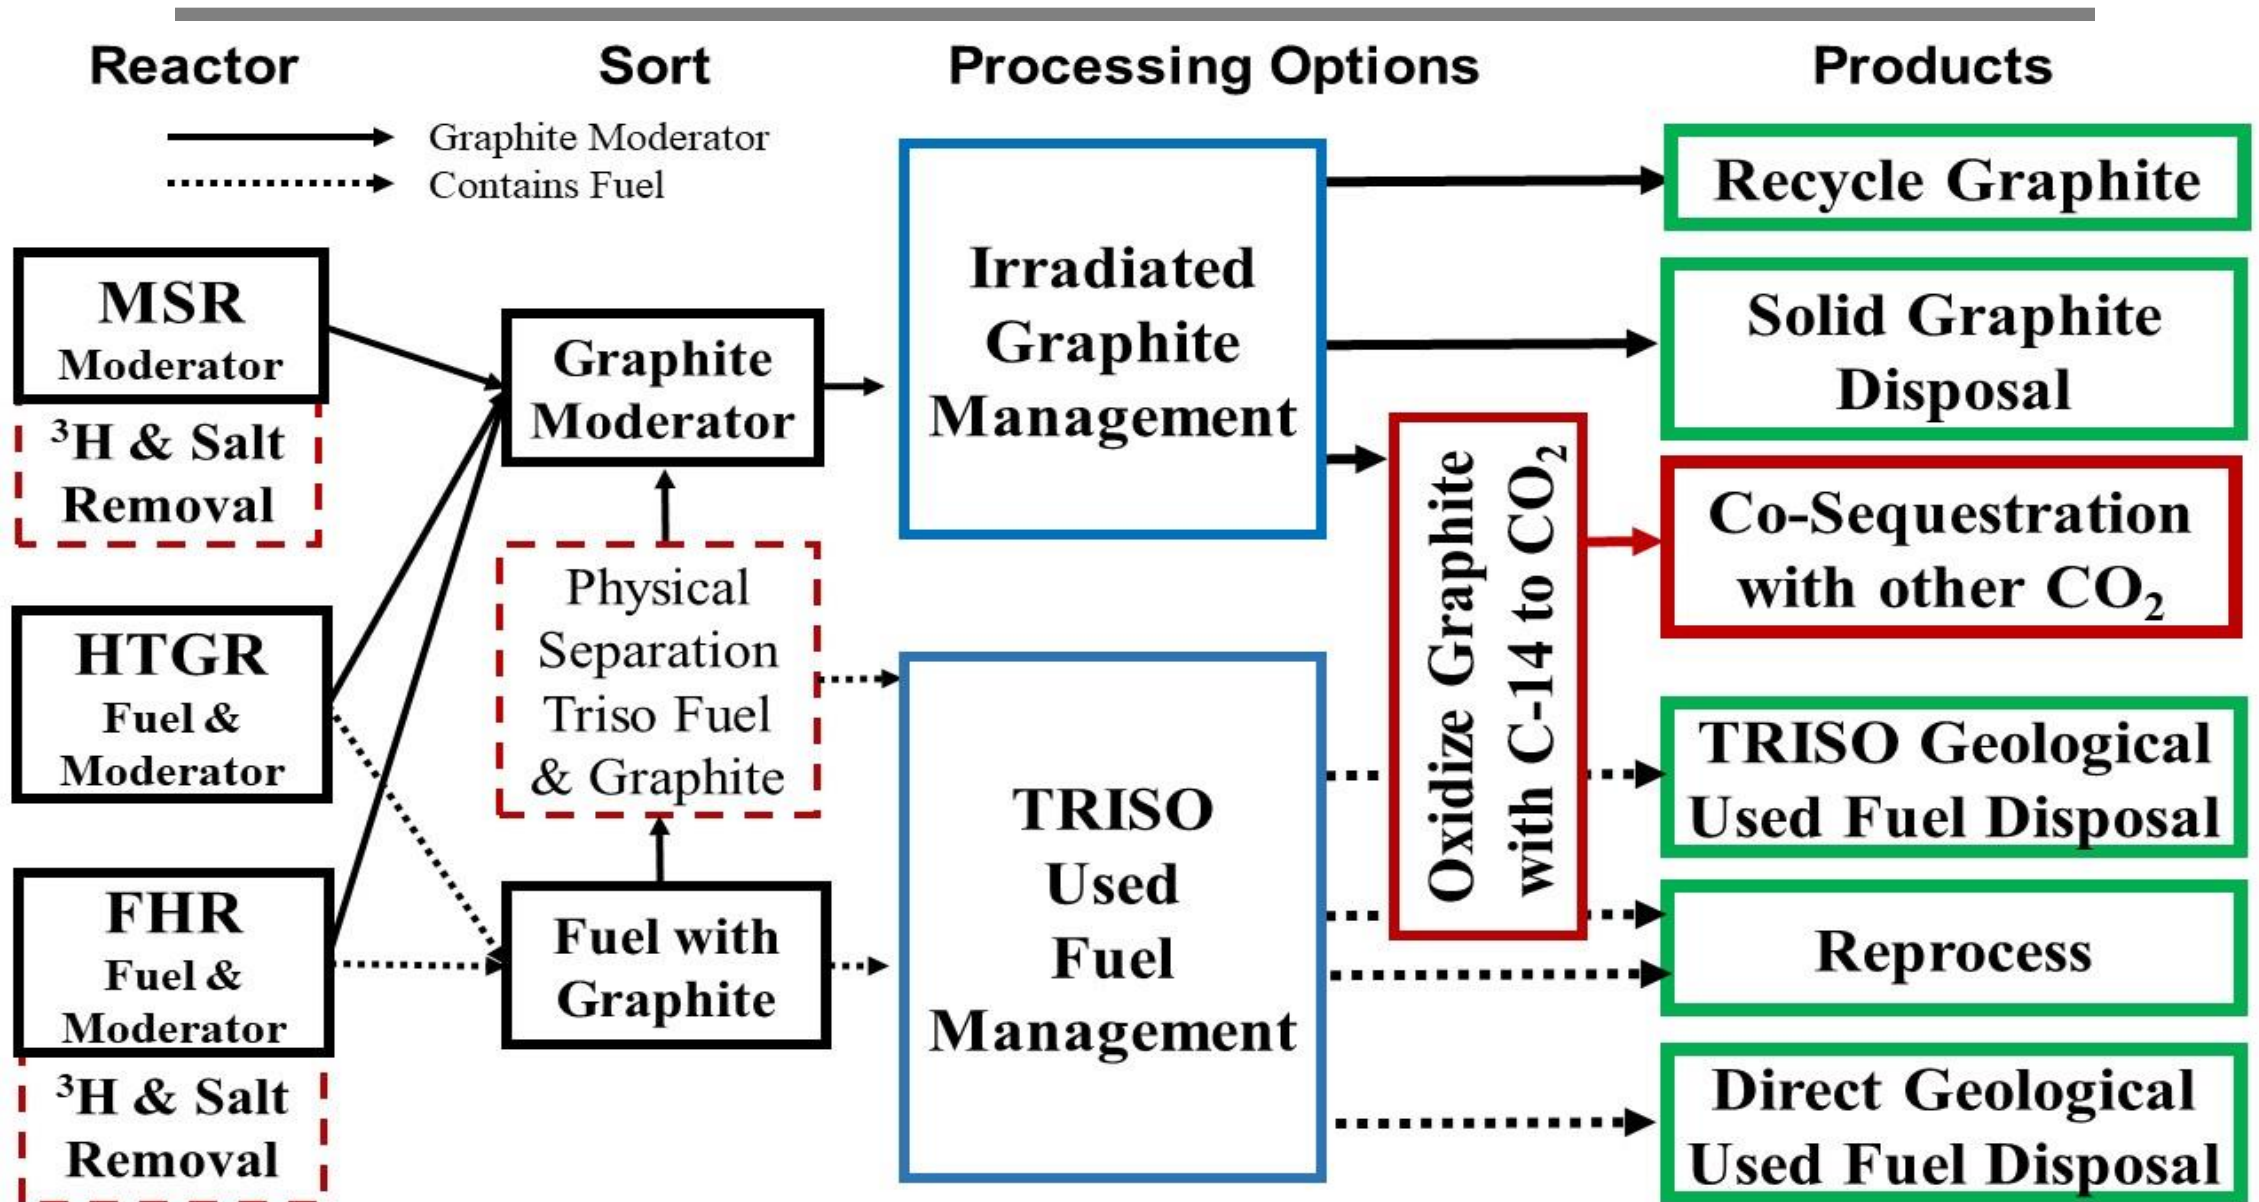 Reactor
Sort
Processing Options
Products
Graphite Moderator
Contains Fuel
MSR
Moderator
³H & Salt
Removal
HTGR
Fuel &
Moderator
FHR
Fuel &
Moderator
³H & Salt
Removal
Graphite
Moderator
Physical
Separation
Triso Fuel
& Graphite
Fuel with
Graphite
Irradiated
Graphite
Management
TRISO
Used
Fuel
Management
Oxidize Graphite
with C-14 to CO₂
Recycle Graphite
Solid Graphite
Disposal
Co-Sequestration
with other CO₂
TRISO Geological
Used Fuel Disposal
Reprocess
Direct Geological
Used Fuel Disposal